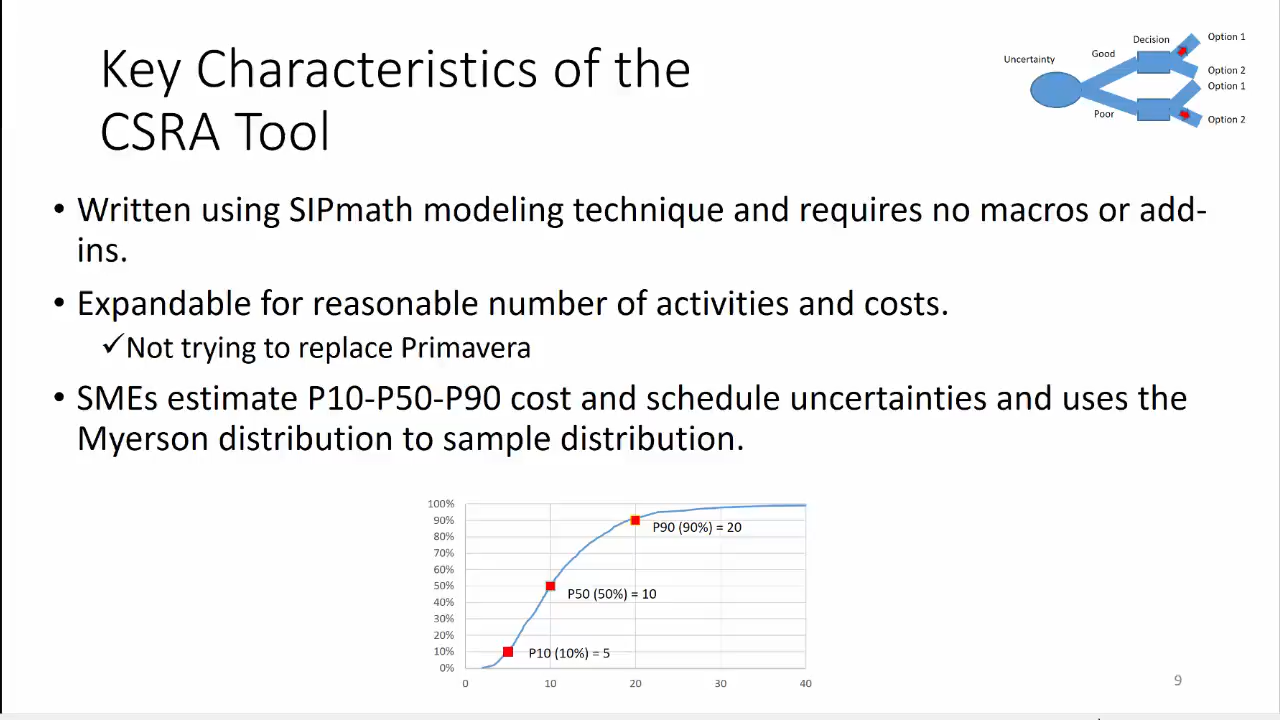 Key Characteristics of the
CSRA Tool
Uncertainty
Good
Decision
Option 1
Option 2
Option 1
Poor
Option 2
• Written using SIPmath modeling technique and requires no macros or add-
ins.
• Expandable for reasonable number of activities and costs.
✓Not trying to replace Primavera
• SMEs estimate P10-P50-P90 cost and schedule uncertainties and uses the
Myerson distribution to sample distribution.
100%
90%
80%
70%
60%
50%
40%
30%
20%
10%
0%
P90 (90%) = 20
P50 (50%) = 10
P10 (10%) = 5
0 10 20 30 40
9